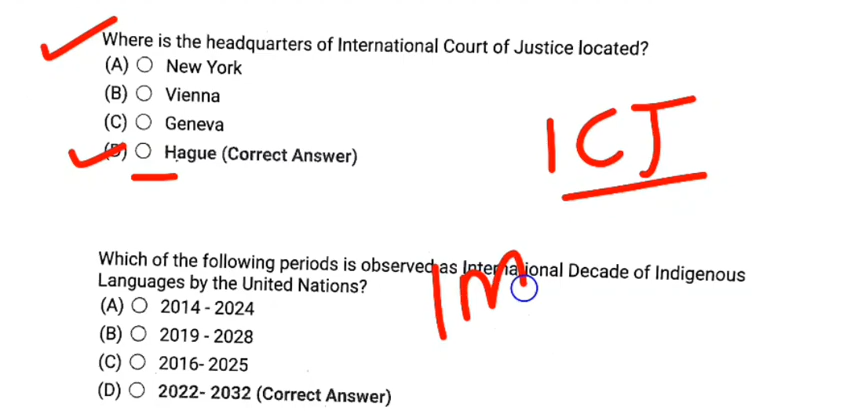 Where is the headquarters of International Court of Justice located?
(A) New York
(B) Vienna
(C) Geneva
(D) Hague (Correct Answer)
ICJ
Which of the following periods is observed as International Decade of Indigenous
Languages by the United Nations?
IM
(A) 2014 - 2024
(B) 2019 - 2028
(C) 2016- 2025
(D) 2022- 2032 (Correct Answer)